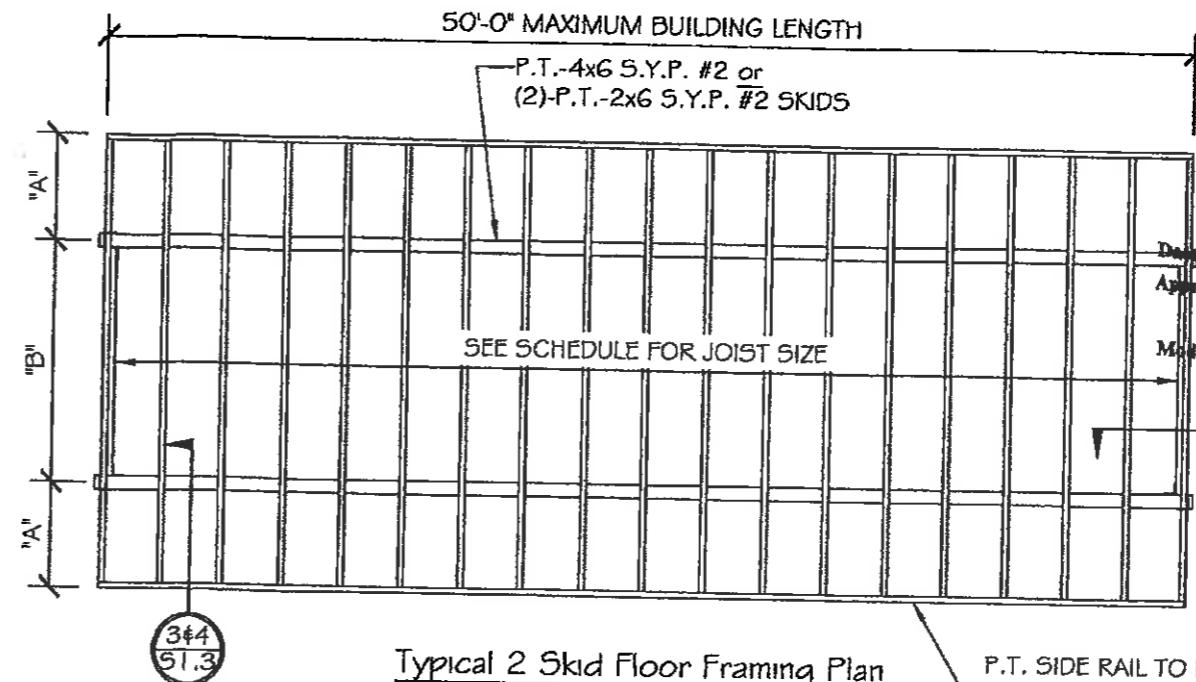 50'-0" MAXIMUM BUILDING LENGTH
P.T.-4x6 S.Y.P. #2 or
(2)-P.T.-2x6 S.Y.P. #2 SKIDS
"A"
"B"
"A"
SEE SCHEDULE FOR JOIST SIZE
3&4
S1.3
Typical 2 Skid Floor Framing Plan
P.T. SIDE RAIL TO